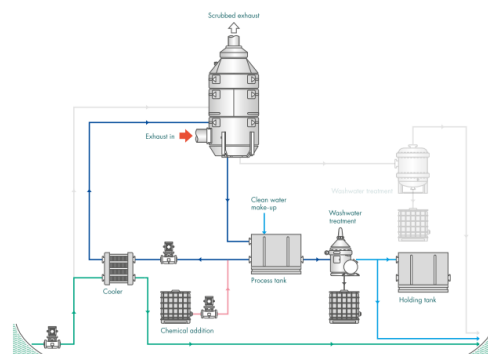 Scrubbed exhaust
Exhaust in
Washwater treatment
Clean water
make-up
Washwater
treatment
Process tank
Cooler
Holding tank
Chemical addition